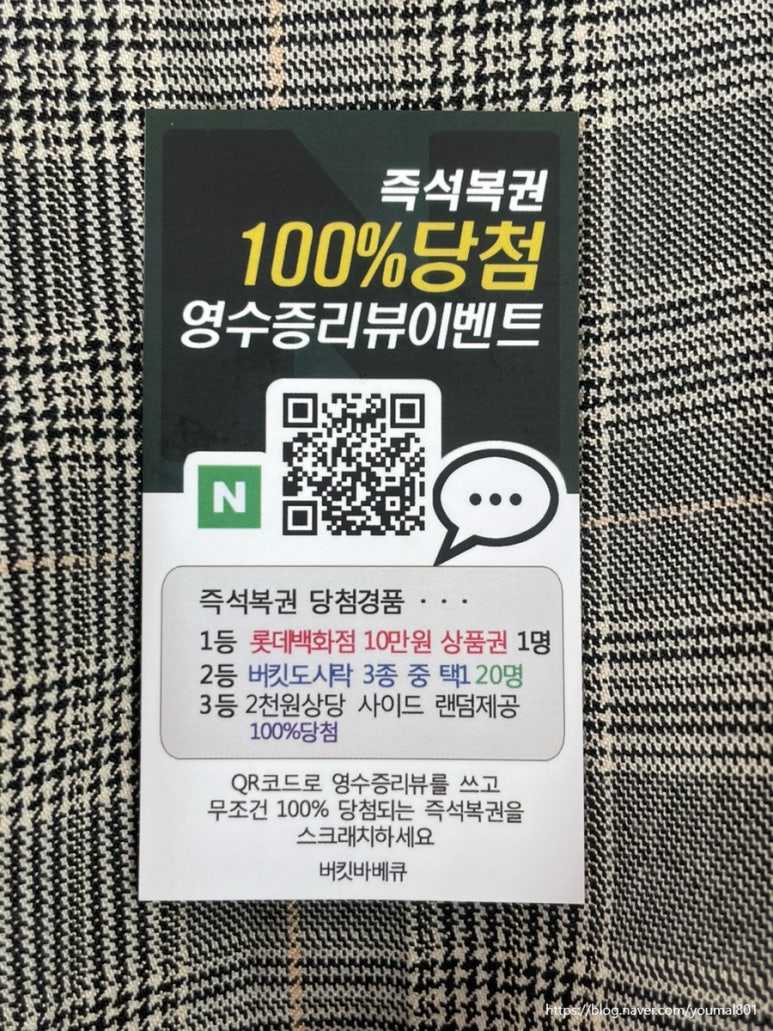 즉석복권
100%당첨
영수증리뷰이벤트
N
즉석복권 당첨경품 · · ·
1등 롯데백화점 10만원 상품권 1명
2등 버킷도시락 3종 중 택1 20명
3등 2천원상당 사이드 랜덤제공
100%당첨
QR코드로 영수증리뷰를 쓰고
무조건 100% 당첨되는 즉석복권을
스크래치하세요
버킷바베큐
https://blog.naver.com/youmal801